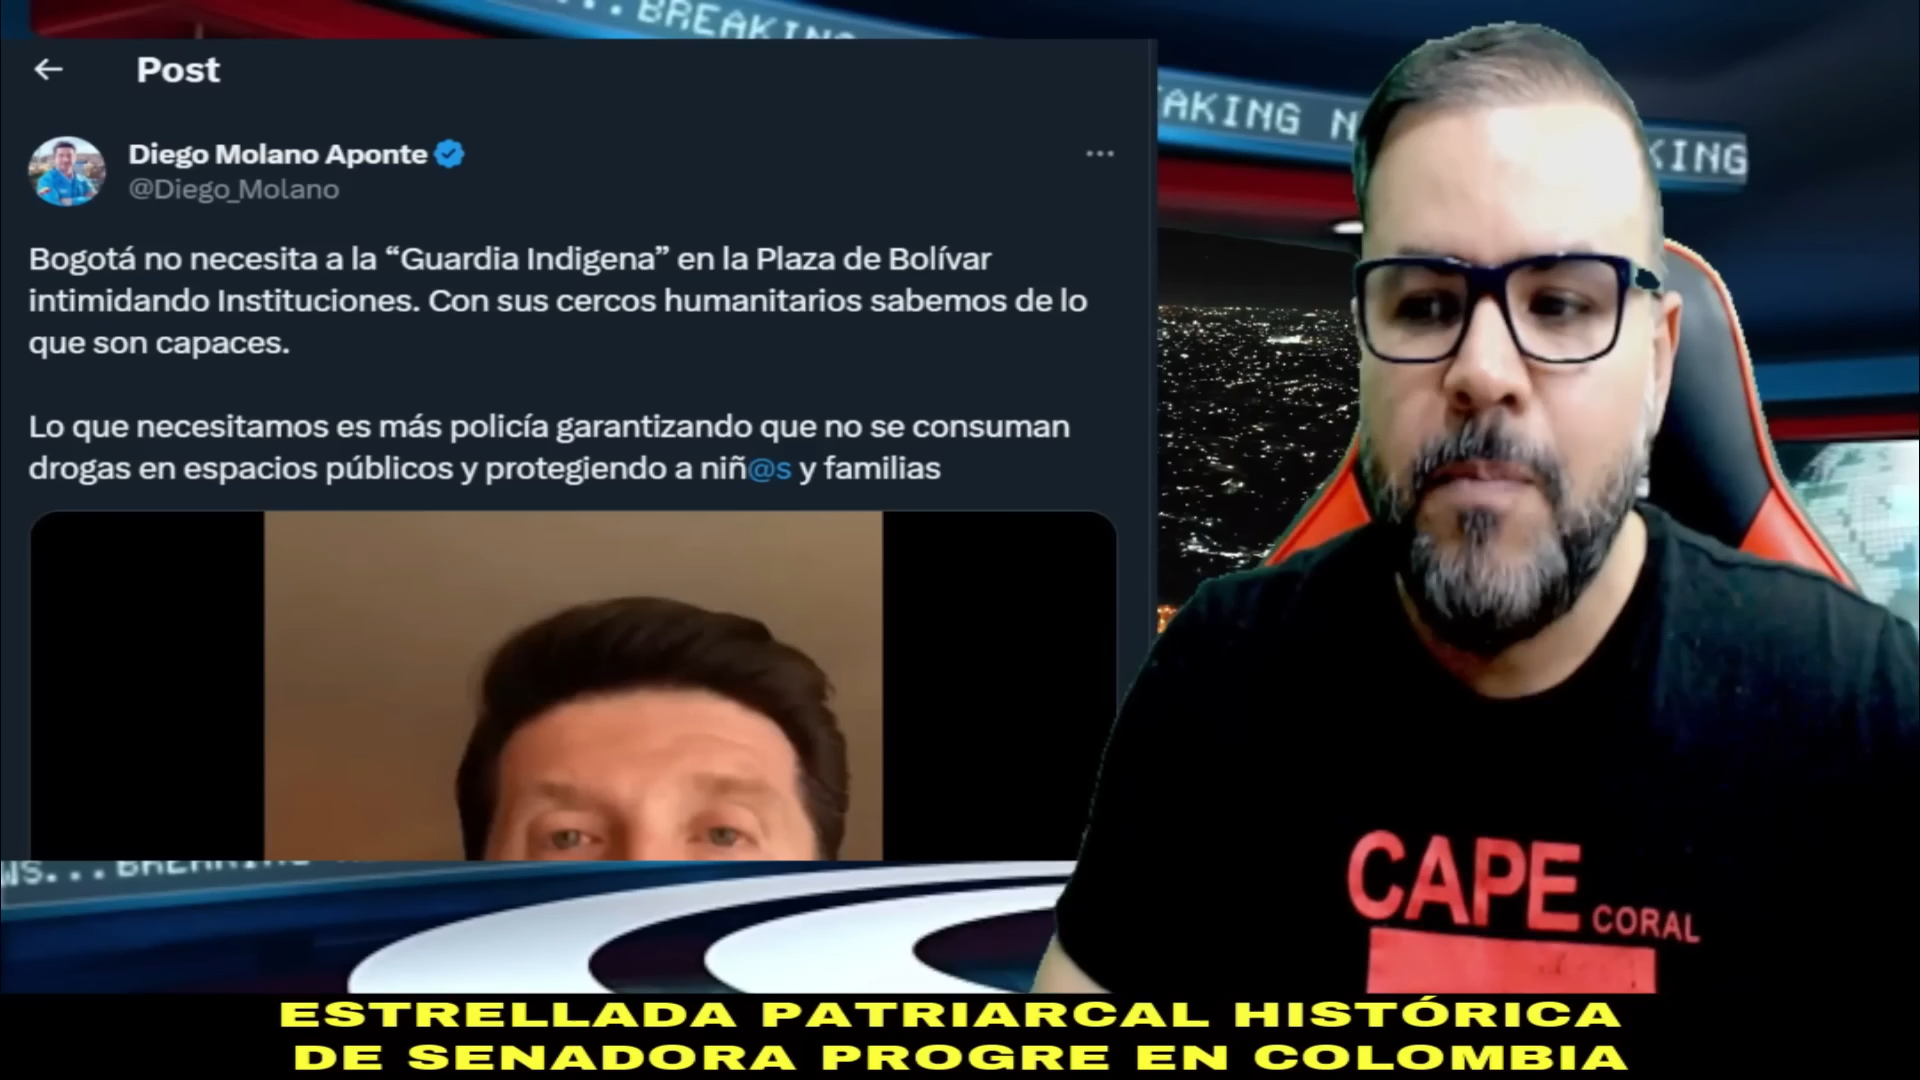 ...BREAKING
AKING N
KING
Post
Diego Molano Aponte
@Diego_Molano
Bogotá no necesita a la “Guardia Indigena” en la Plaza de Bolívar
intimidando Instituciones. Con sus cercos humanitarios sabemos de lo
que son capaces.
Lo que necesitamos es más policía garantizando que no se consuman
drogas en espacios públicos y protegiendo a niñ@s y familias
WS...BREAKING
CAPE CORAL
ESTRELLADA PATRIARCAL HISTÓRICA
DE SENADORA PROGRE EN COLOMBIA